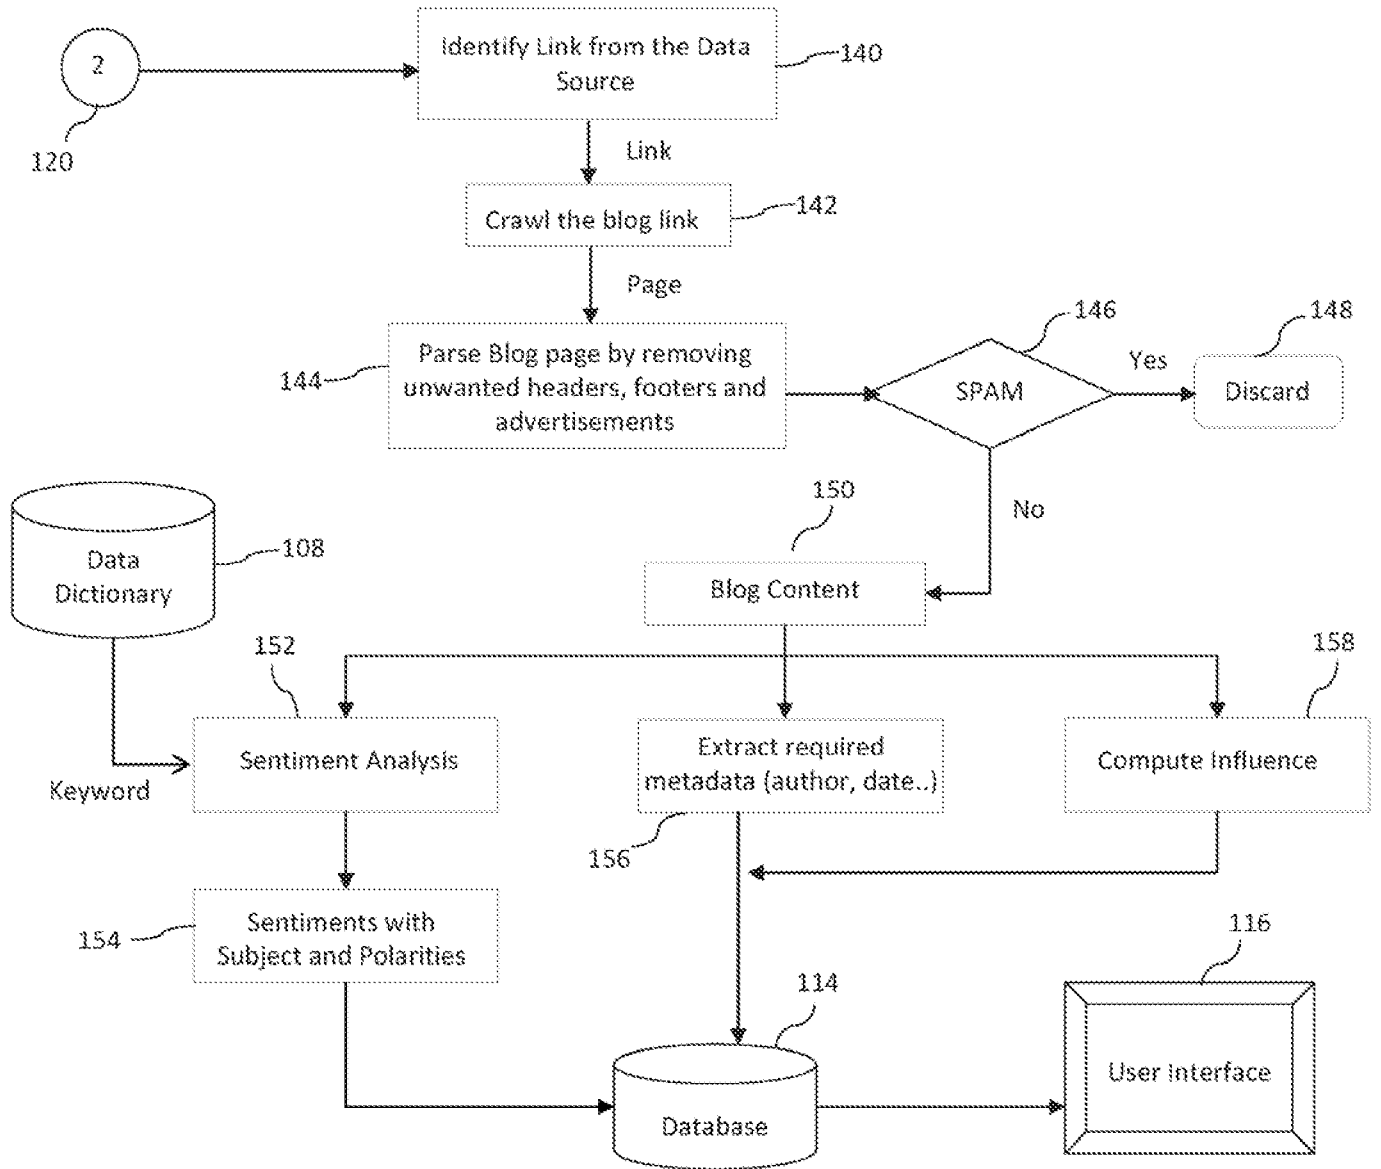 2
120
Identify Link from the Data
Source
140
Link
Crawl the blog link
142
Page
Parse Blog page by removing
unwanted headers, footers and
advertisements
144
SPAM
146
Yes
Discard
148
No
150
Blog Content
Data
Dictionary
108
Keyword
152
Sentiment Analysis
Extract required
metadata (author, date..)
156
158
Compute Influence
Sentiments with
Subject and Polarities
154
114
Database
116
User Interface